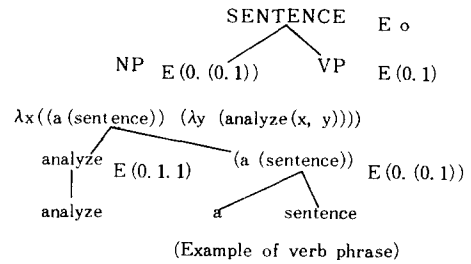 SENTENCE E o
NP E (0. (0. 1)) VP E (0. 1)
λx((a (sentence)) (λy (analyze (x, y))))
analyze E (0. 1. 1) (a (sentence)) E (0. (0. 1))
analyze a sentence
(Example of verb phrase)